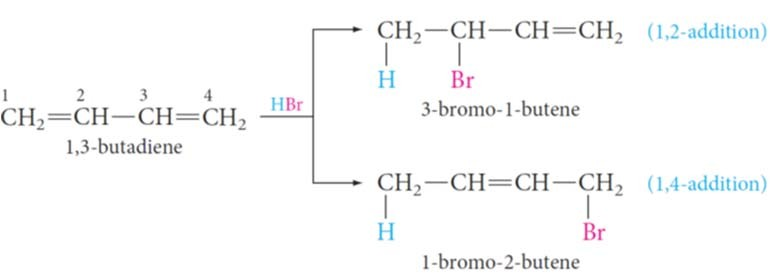 CH₂—CH—CH=CH₂ (1,2-addition)
H Br
3-bromo-1-butene
1 2 3 4
CH₂=CH—CH=CH₂
HBr
1,3-butadiene
CH₂—CH=CH—CH₂ (1,4-addition)
H Br
1-bromo-2-butene